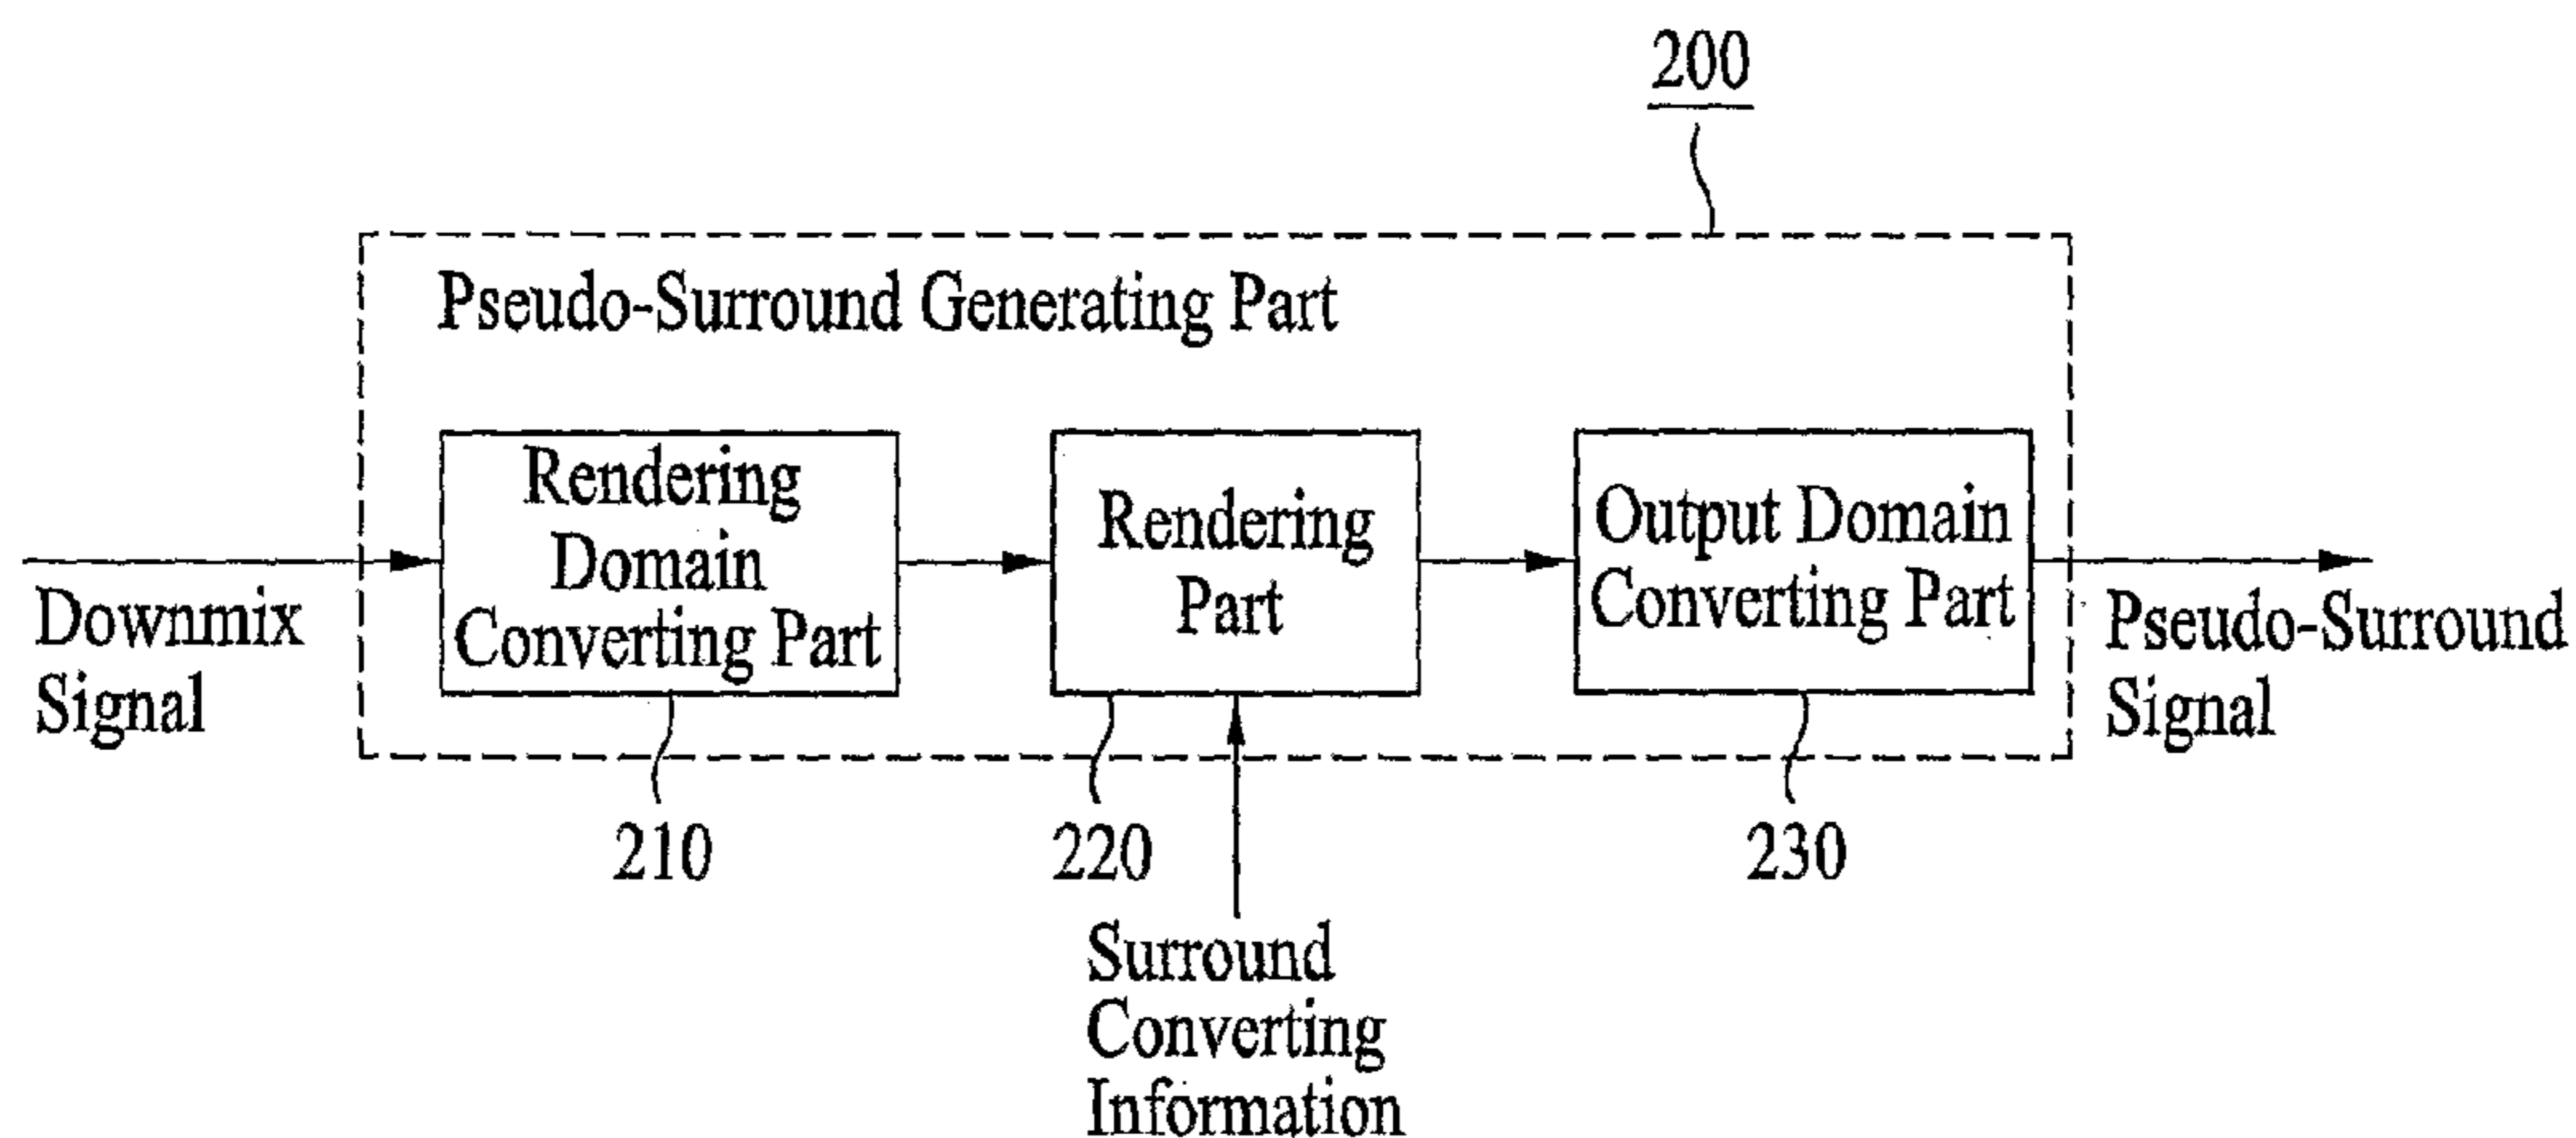 200
Pseudo-Surround Generating Part
Rendering
Domain
Converting Part
Rendering
Part
Output Domain
Converting Part
Downmix
Signal
Pseudo-Surround
Signal
210
220
230
Surround
Converting
Information